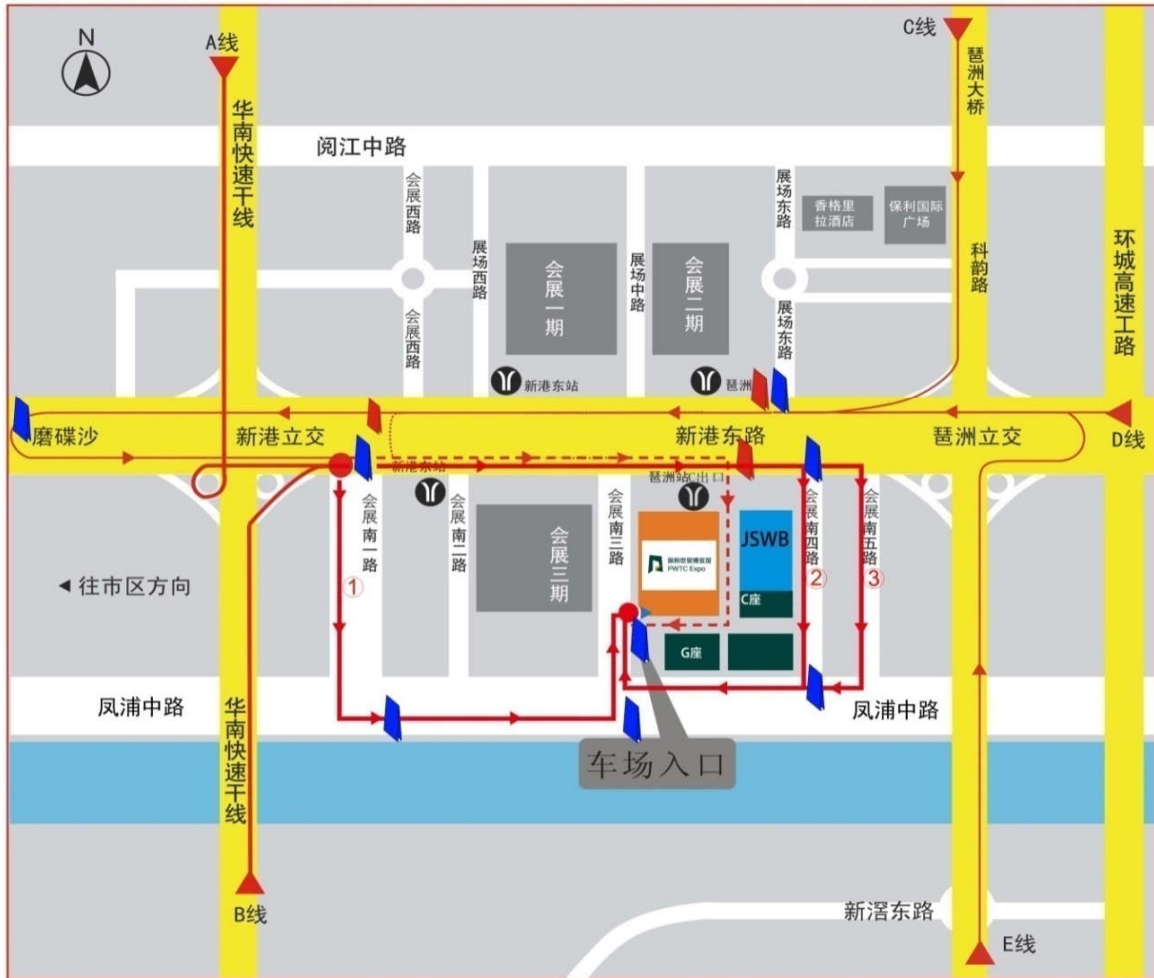 N
A线
C线
华南快速干线
琶洲大桥
阅江中路
会展西路
展场西路
展场中路
展场东路
香格里
拉酒店
保利国际
广场
科韵路
环城高速工路
会展一期
会展二期
会展西路
展场东路
新港东站
琶洲
磨碟沙
新港立交
新港东路
琶洲立交
D线
新港东站
琶洲站C出口
会展南一路
会展南二路
会展三期
会展南三路
保利世贸博览馆
PWTC Expo
JSWB
C座
会展南四路
会展南五路
①
②
③
往市区方向
G座
凤浦中路
凤浦中路
华南快速干线
车场入口
B线
新滘东路
E线